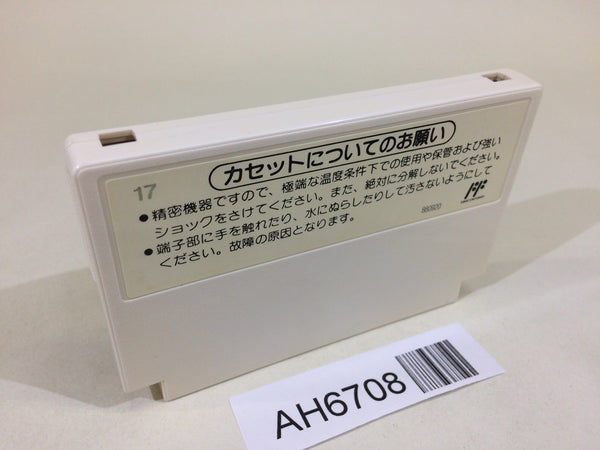 カセットについてのお願い
17
●精密機器ですので、極端な温度条件下での使用や保管および強い
ショックをさけてください。また、絶対に分解しないでください。
●端子部に手を触れたり、水にぬらしたりして汚さないようにして
ください。故障の原因となります。
860920
AH6708